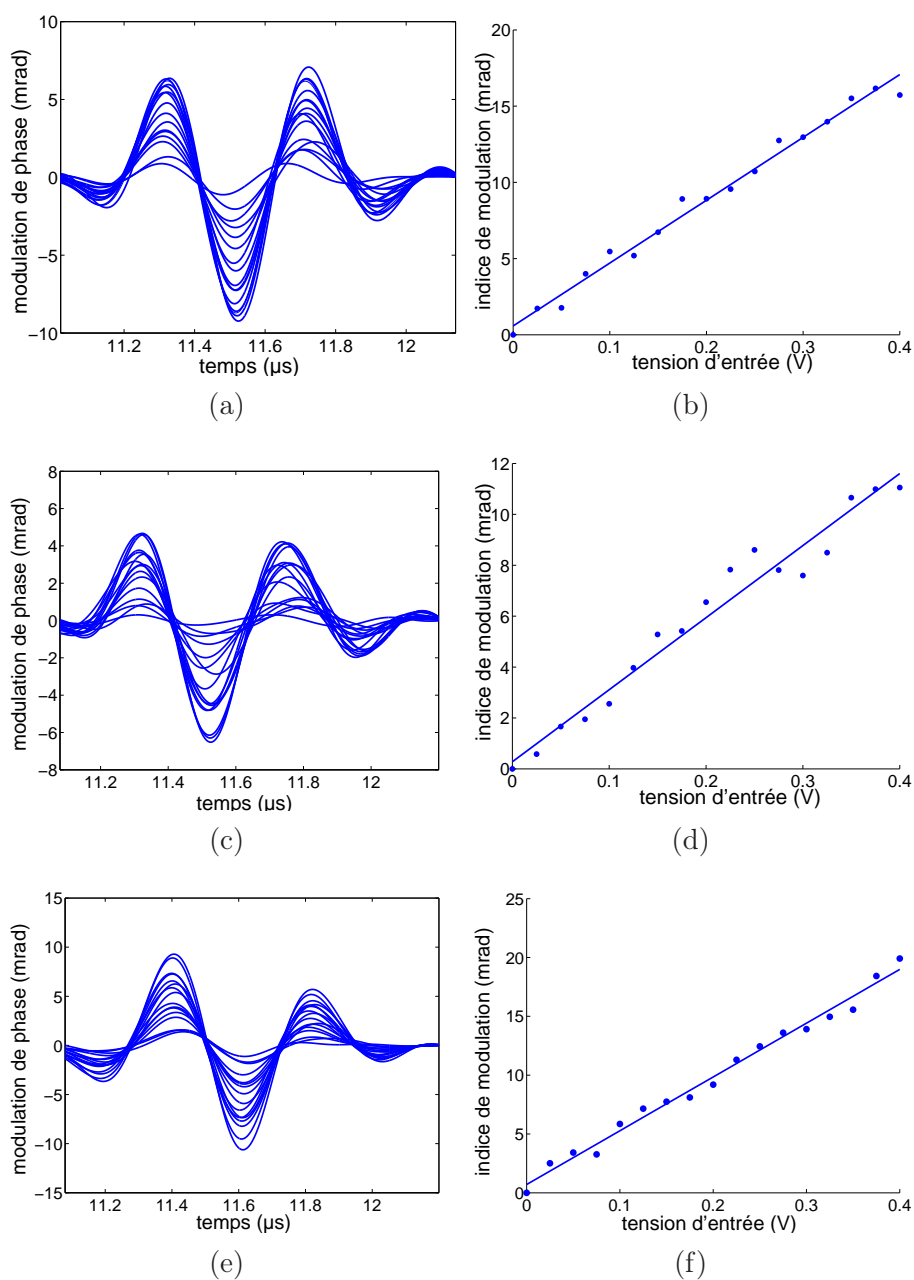 modulation de phase (mrad)
10
5
0
−5
−10
11.2 11.4 11.6 11.8 12
temps (µs)
(a)
indice de modulation (mrad)
20
15
10
5
0
0 0.1 0.2 0.3 0.4
tension d'entrée (V)
(b)
modulation de phase (mrad)
8
6
4
2
0
−2
−4
−6
−8
11.2 11.4 11.6 11.8 12
temps (µs)
(c)
indice de modulation (mrad)
12
10
8
6
4
2
0
0 0.1 0.2 0.3 0.4
tension d'entrée (V)
(d)
modulation de phase (mrad)
15
10
5
0
−5
−10
−15
11.2 11.4 11.6 11.8 12
temps (µs)
(e)
indice de modulation (mrad)
25
20
15
10
5
0
0 0.1 0.2 0.3 0.4
tension d'entrée (V)
(f)